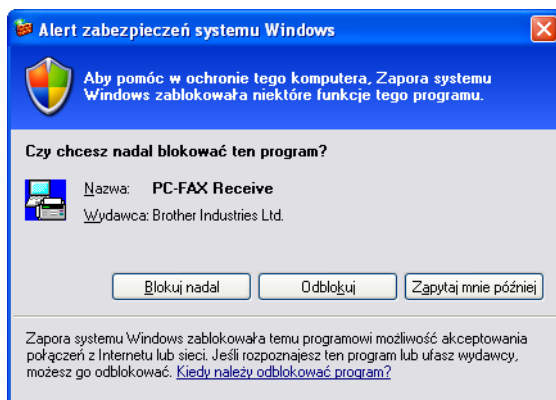 Alert zabezpieczeń systemu Windows
Aby pomóc w ochronie tego komputera, Zapora systemu
Windows zablokowała niektóre funkcje tego programu.
Czy chcesz nadal blokować ten program?
Nazwa: PC-FAX Receive
Wydawca: Brother Industries Ltd.
Blokuj nadal Odblokuj Zapytaj mnie później
Zapora systemu Windows zablokowała temu programowi możliwość akceptowania
połączeń z Internetu lub sieci. Jeśli rozpoznajesz ten program lub ufasz wydawcy,
możesz go odblokować. Kiedy należy odblokować program?